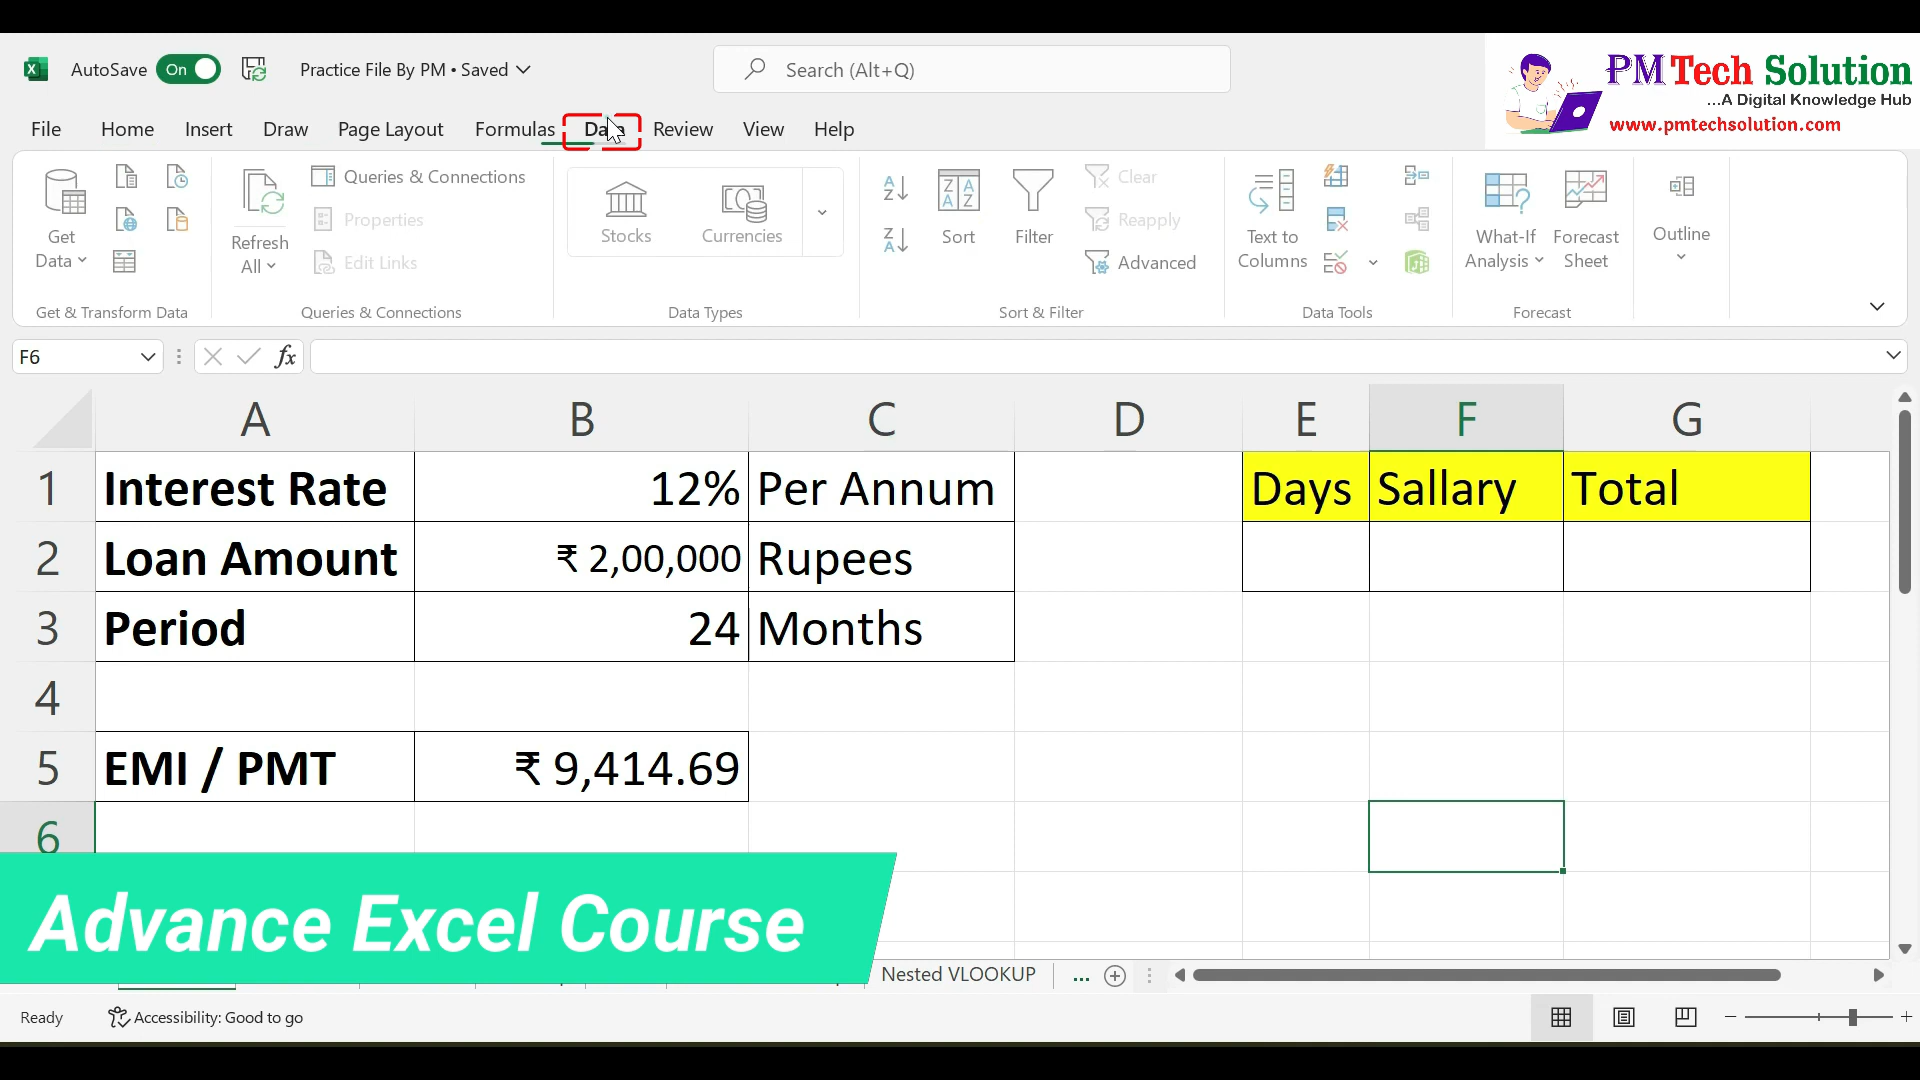 AutoSave On Practice File By PM • Saved Search (Alt+Q)
PM Tech Solution
...A Digital Knowledge Hub
www.pmtechsolution.com
File Home Insert Draw Page Layout Formulas Data Review View Help
Get Data
Refresh All
Queries & Connections
Properties
Edit Links
Stocks
Currencies
Sort
Filter
Clear
Reapply
Advanced
Text to Columns
What-If Analysis
Forecast Sheet
Outline
Get & Transform Data Queries & Connections Data Types Sort & Filter Data Tools Forecast
F6 fx
A B C D E F G
1 Interest Rate 12% Per Annum Days Sallary Total
2 Loan Amount ₹ 2,00,000 Rupees
3 Period 24 Months
4
5 EMI / PMT ₹ 9,414.69
6
Advance Excel Course
Nested VLOOKUP ...
Ready Accessibility: Good to go